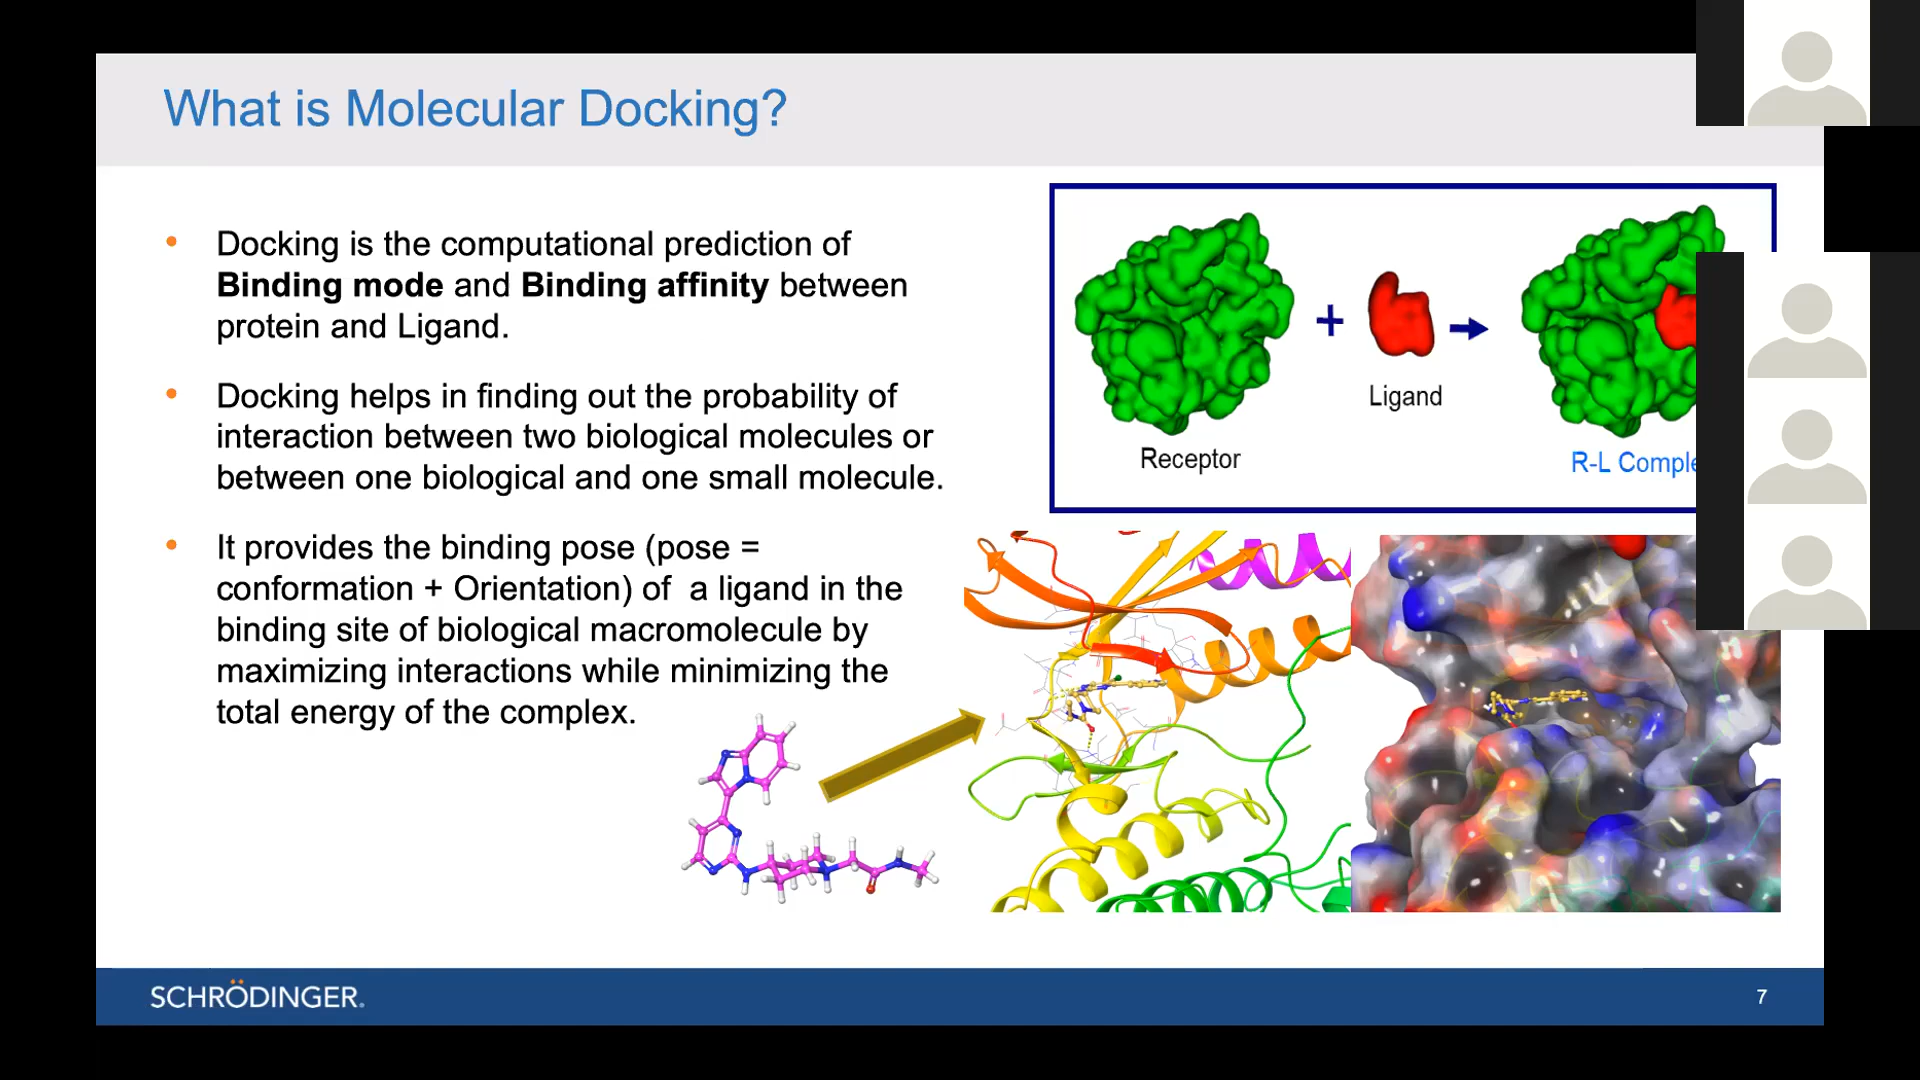 What is Molecular Docking?
• Docking is the computational prediction of
Binding mode and Binding affinity between
protein and Ligand.
• Docking helps in finding out the probability of
interaction between two biological molecules or
between one biological and one small molecule.
• It provides the binding pose (pose =
conformation + Orientation) of a ligand in the
binding site of biological macromolecule by
maximizing interactions while minimizing the
total energy of the complex.
+
Ligand
Receptor
R-L Comple
SCHRÖDINGER.
7